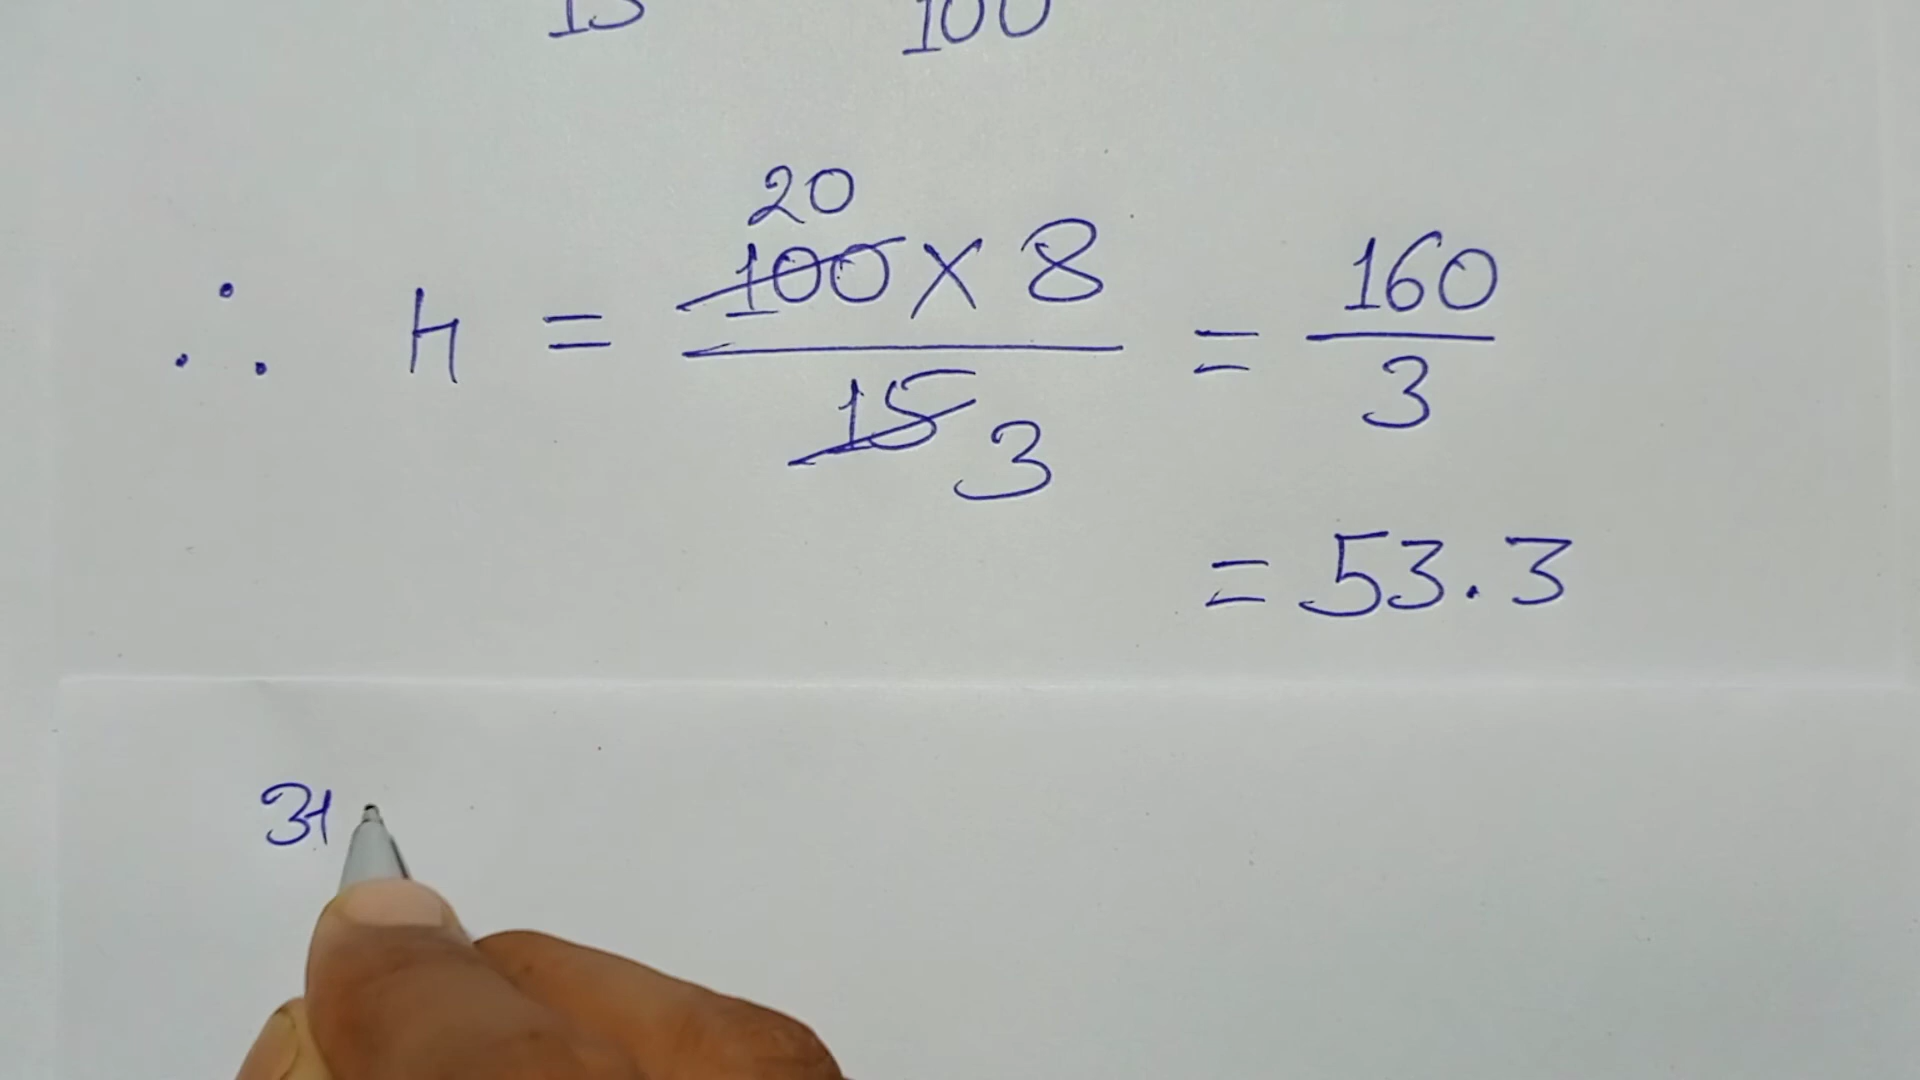 15 100
∴ H = 100 × 8 / 15 = 160 / 3
20
3
= 53.3
अ